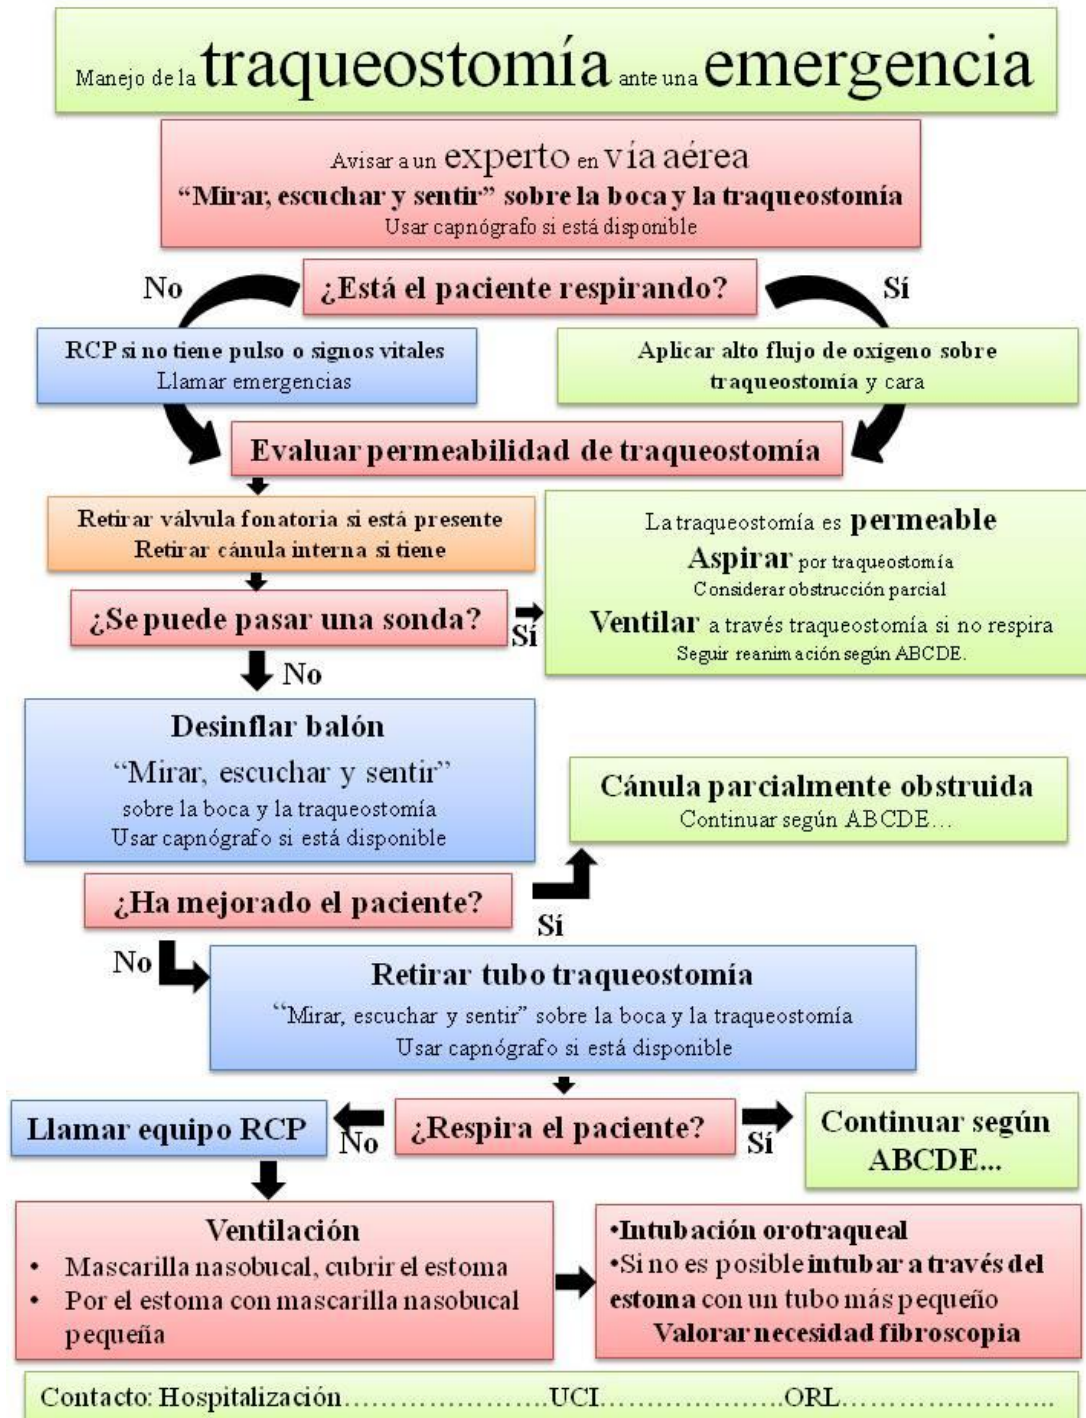 Manejo de la traqueostomía ante una emergencia
Avisar a un experto en vía aérea
“Mirar, escuchar y sentir” sobre la boca y la traqueostomía
Usar capnógrafo si está disponible
No
¿Está el paciente respirando?
Sí
RCP si no tiene pulso o signos vitales
Llamar emergencias
Aplicar alto flujo de oxígeno sobre
traqueostomía y cara
Evaluar permeabilidad de traqueostomía
Retirar válvula fonatoria si está presente
Retirar cánula interna si tiene
¿Se puede pasar una sonda?
Sí
La traqueostomía es permeable
Aspirar por traqueostomía
Considerar obstrucción parcial
Ventilar a través traqueostomía si no respira
Seguir reanimación según ABCDE.
No
Desinflar balón
“Mirar, escuchar y sentir”
sobre la boca y la traqueostomía
Usar capnógrafo si está disponible
Cánula parcialmente obstruida
Continuar según ABCDE...
¿Ha mejorado el paciente?
Sí
No
Retirar tubo traqueostomía
“Mirar, escuchar y sentir” sobre la boca y la traqueostomía
Usar capnógrafo si está disponible
Llamar equipo RCP
No
¿Respira el paciente?
Sí
Continuar según
ABCDE...
Ventilación
• Mascarilla nasobucal, cubrir el estoma
• Por el estoma con mascarilla nasobucal
pequeña
•Intubación orotraqueal
•Si no es posible intubar a través del
estoma con un tubo más pequeño
Valorar necesidad fibroscopia
Contacto: Hospitalización.........................UCI.........................ORL.........................